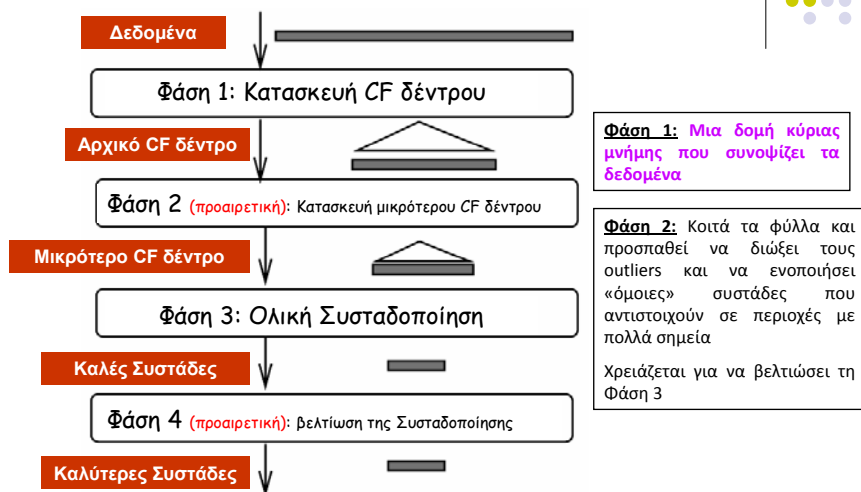 Δεδομένα
Φάση 1: Κατασκευή CF δέντρου
Αρχικό CF δέντρο
Φάση 2 (προαιρετική): Κατασκευή μικρότερου CF δέντρου
Μικρότερο CF δέντρο
Φάση 3: Ολική Συσταδοποίηση
Καλές Συστάδες
Φάση 4 (προαιρετική): βελτίωση της Συσταδοποίησης
Καλύτερες Συστάδες
Φάση 1: Μια δομή κύριας
μνήμης που συνοψίζει τα
δεδομένα
Φάση 2: Κοιτά τα φύλλα και
προσπαθεί να διώξει τους
outliers και να ενοποιήσει
«όμοιες» συστάδες που
αντιστοιχούν σε περιοχές με
πολλά σημεία
Χρειάζεται για να βελτιώσει τη
Φάση 3